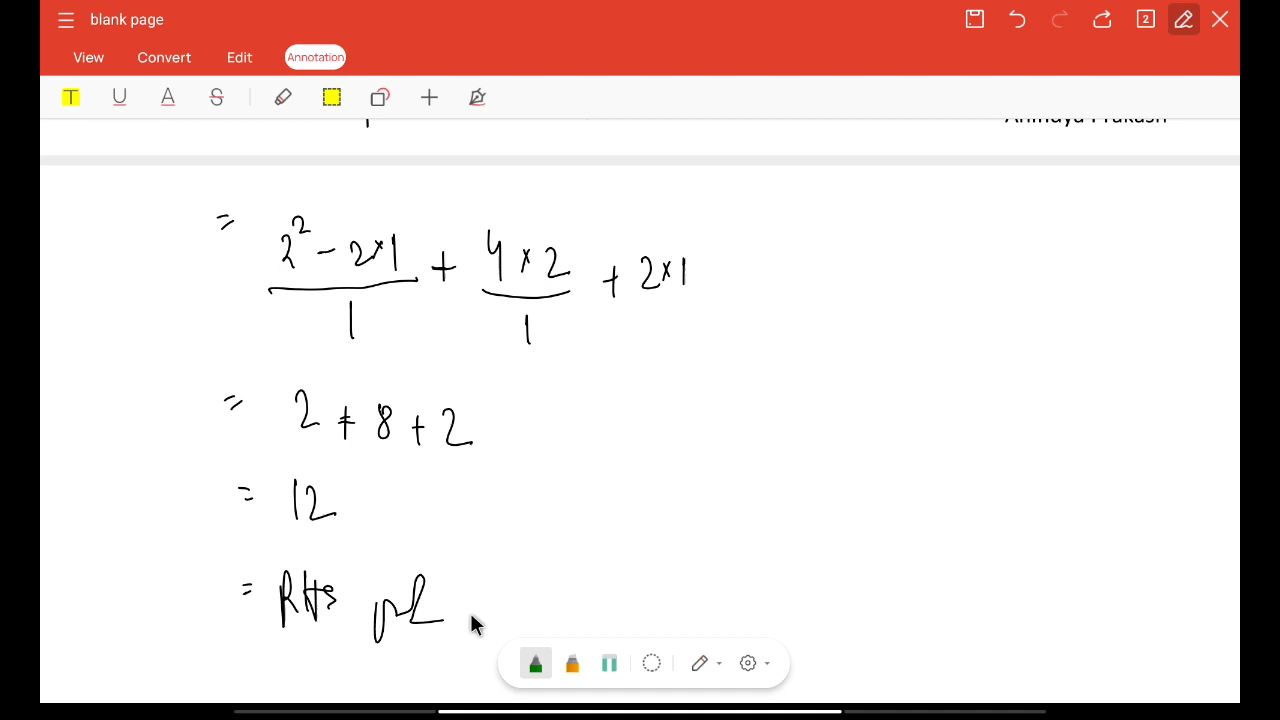 blank page
2
View Convert Edit Annotation
T U A S
= 2² - 2×1 / 1 + 4×2 / 1 + 2×1
= 2 + 8 + 2
= 12
= RHS